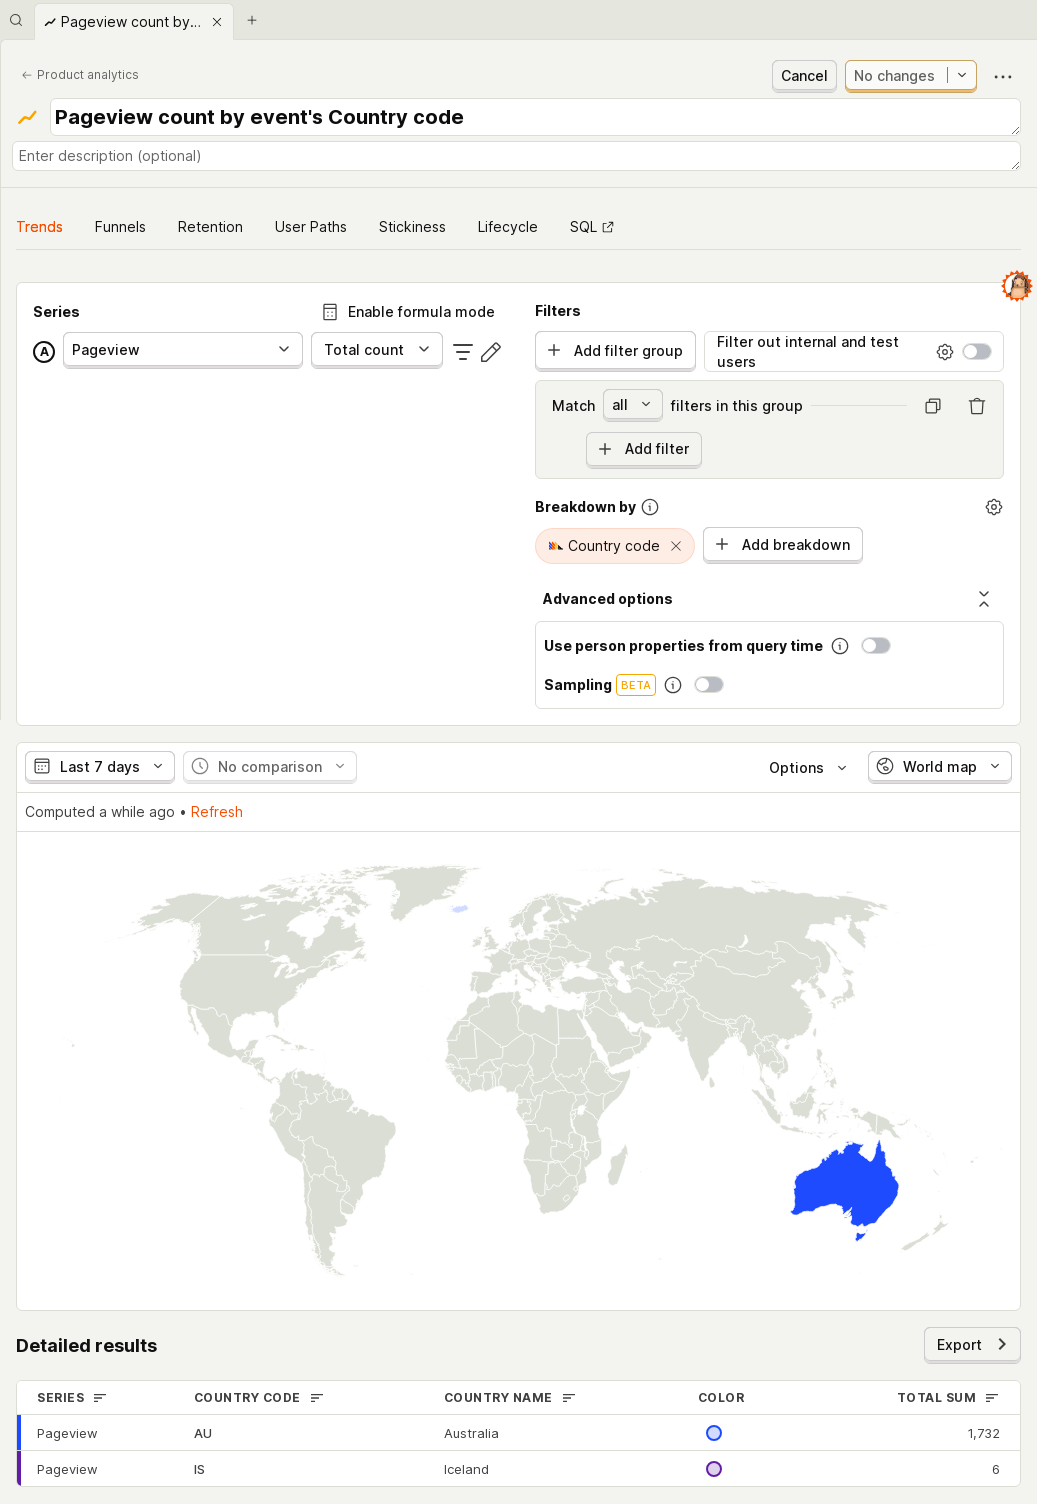 Pageview count by...
Product analytics
Cancel
No changes
Pageview count by event's Country code
Enter description (optional)
Trends
Funnels
Retention
User Paths
Stickiness
Lifecycle
SQL
Series
Enable formula mode
A
Pageview
Total count
Filters
Add filter group
Filter out internal and test
users
Match
all
filters in this group
Add filter
Breakdown by
Country code
Add breakdown
Advanced options
Use person properties from query time
Sampling
BETA
Last 7 days
No comparison
Options
World map
Computed a while ago • Refresh
Detailed results
Export
SERIES
COUNTRY CODE
COUNTRY NAME
COLOR
TOTAL SUM
Pageview
AU
Australia
1,732
Pageview
IS
Iceland
6